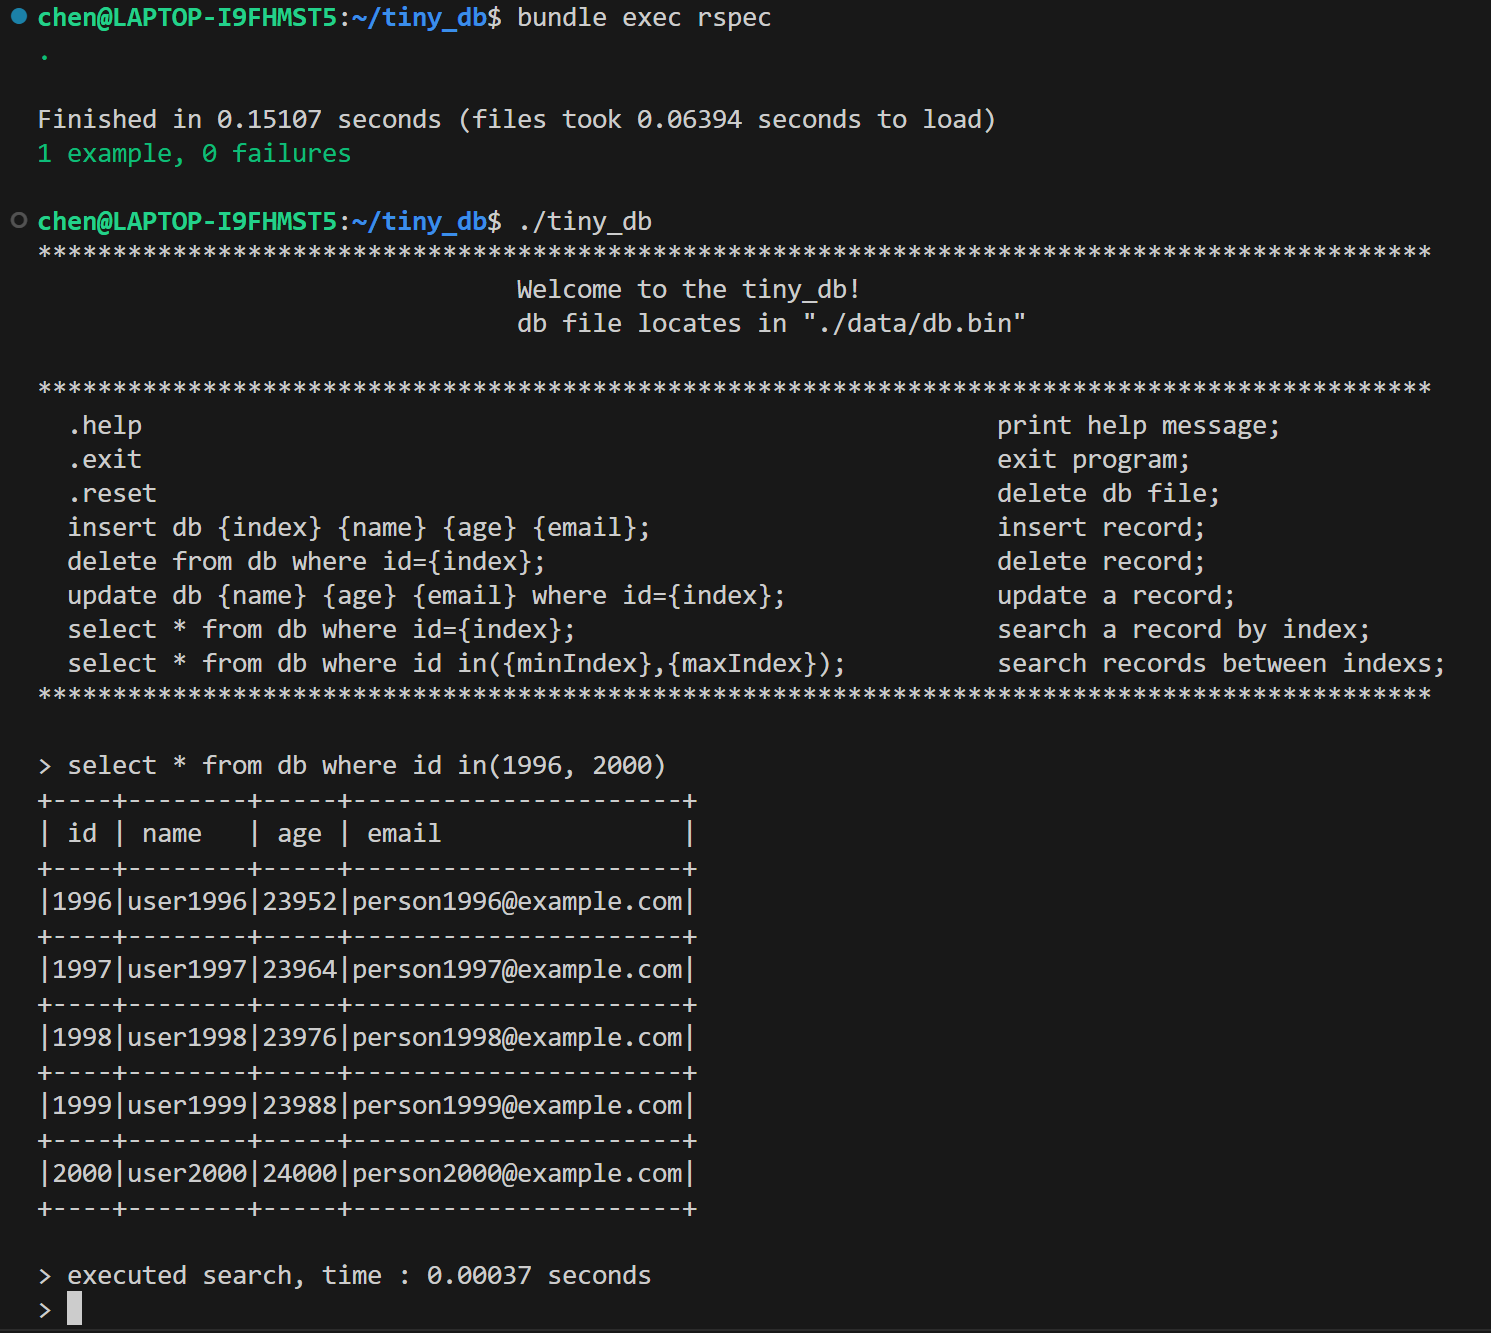 chen@LAPTOP-I9FHMST5:~/tiny_db$ bundle exec rspec
.
Finished in 0.15107 seconds (files took 0.06394 seconds to load)
1 example, 0 failures
chen@LAPTOP-I9FHMST5:~/tiny_db$ ./tiny_db
*********************************************************************************************
Welcome to the tiny_db!
db file locates in "./data/db.bin"
*********************************************************************************************
.help                                                         print help message;
.exit                                                         exit program;
.reset                                                        delete db file;
insert db {index} {name} {age} {email};                       insert record;
delete from db where id={index};                              delete record;
update db {name} {age} {email} where id={index};              update a record;
select * from db where id={index};                            search a record by index;
select * from db where id in({minIndex},{maxIndex});          search records between indexs;
*********************************************************************************************
> select * from db where id in(1996, 2000)
+----+--------+-----+----------------------+
| id | name   | age | email                |
+----+--------+-----+----------------------+
|1996|user1996|23952|person1996@example.com|
+----+--------+-----+----------------------+
|1997|user1997|23964|person1997@example.com|
+----+--------+-----+----------------------+
|1998|user1998|23976|person1998@example.com|
+----+--------+-----+----------------------+
|1999|user1999|23988|person1999@example.com|
+----+--------+-----+----------------------+
|2000|user2000|24000|person2000@example.com|
+----+--------+-----+----------------------+
> executed search, time : 0.00037 seconds
>